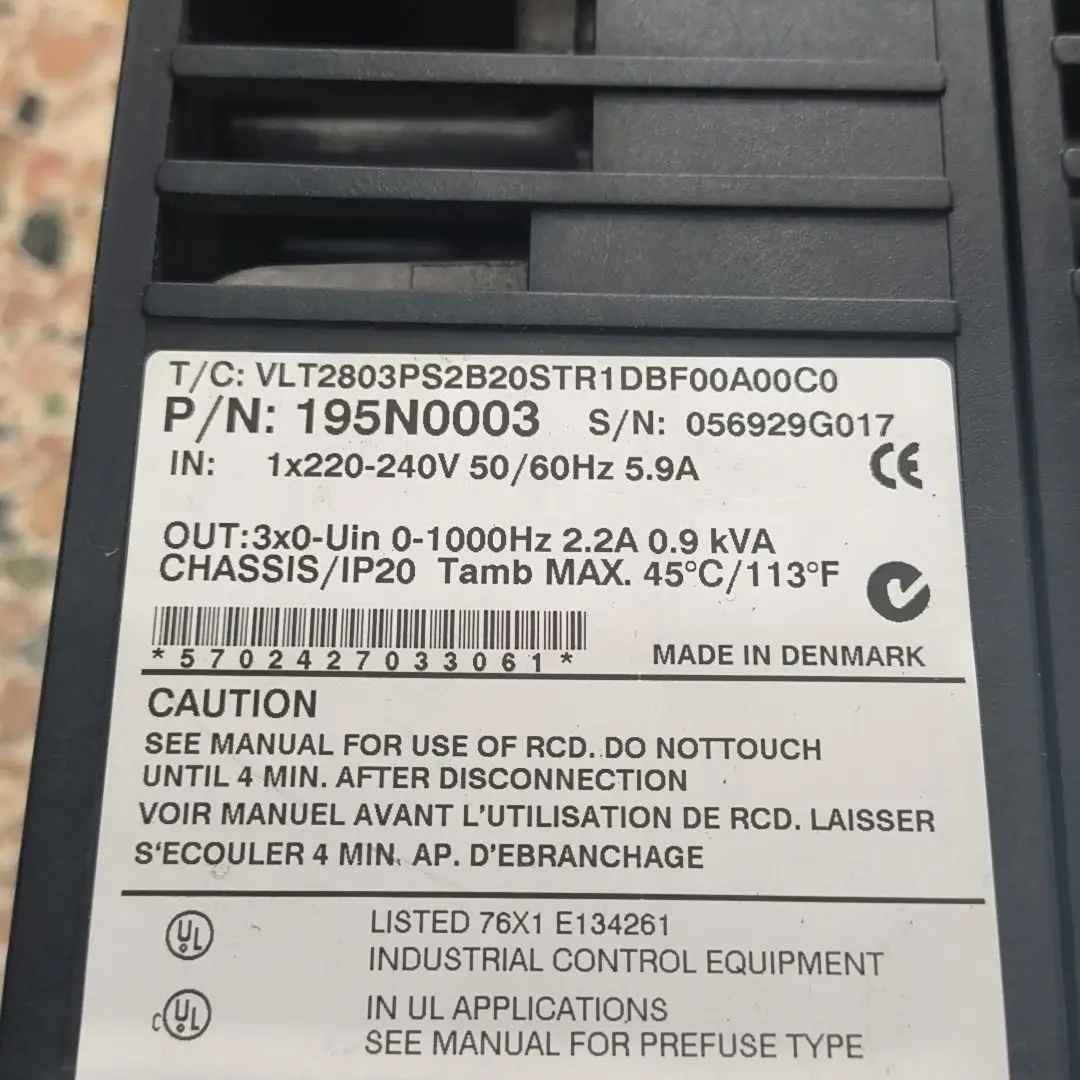 T/C: VLT2803PS2B20STR1DBF00A00C0
P/N: 195N0003 S/N: 056929G017
IN: 1x220-240V 50/60Hz 5.9A
CE
OUT:3x0-Uin 0-1000Hz 2.2A 0.9 kVA
CHASSIS/IP20 Tamb MAX. 45°C/113°F
*5702427033061*
MADE IN DENMARK
CAUTION
SEE MANUAL FOR USE OF RCD. DO NOTTOUCH
UNTIL 4 MIN. AFTER DISCONNECTION
VOIR MANUEL AVANT L'UTILISATION DE RCD. LAISSER
S'ECOULER 4 MIN. AP. D'EBRANCHAGE
UL LISTED 76X1 E134261
INDUSTRIAL CONTROL EQUIPMENT
c UL IN UL APPLICATIONS
SEE MANUAL FOR PREFUSE TYPE